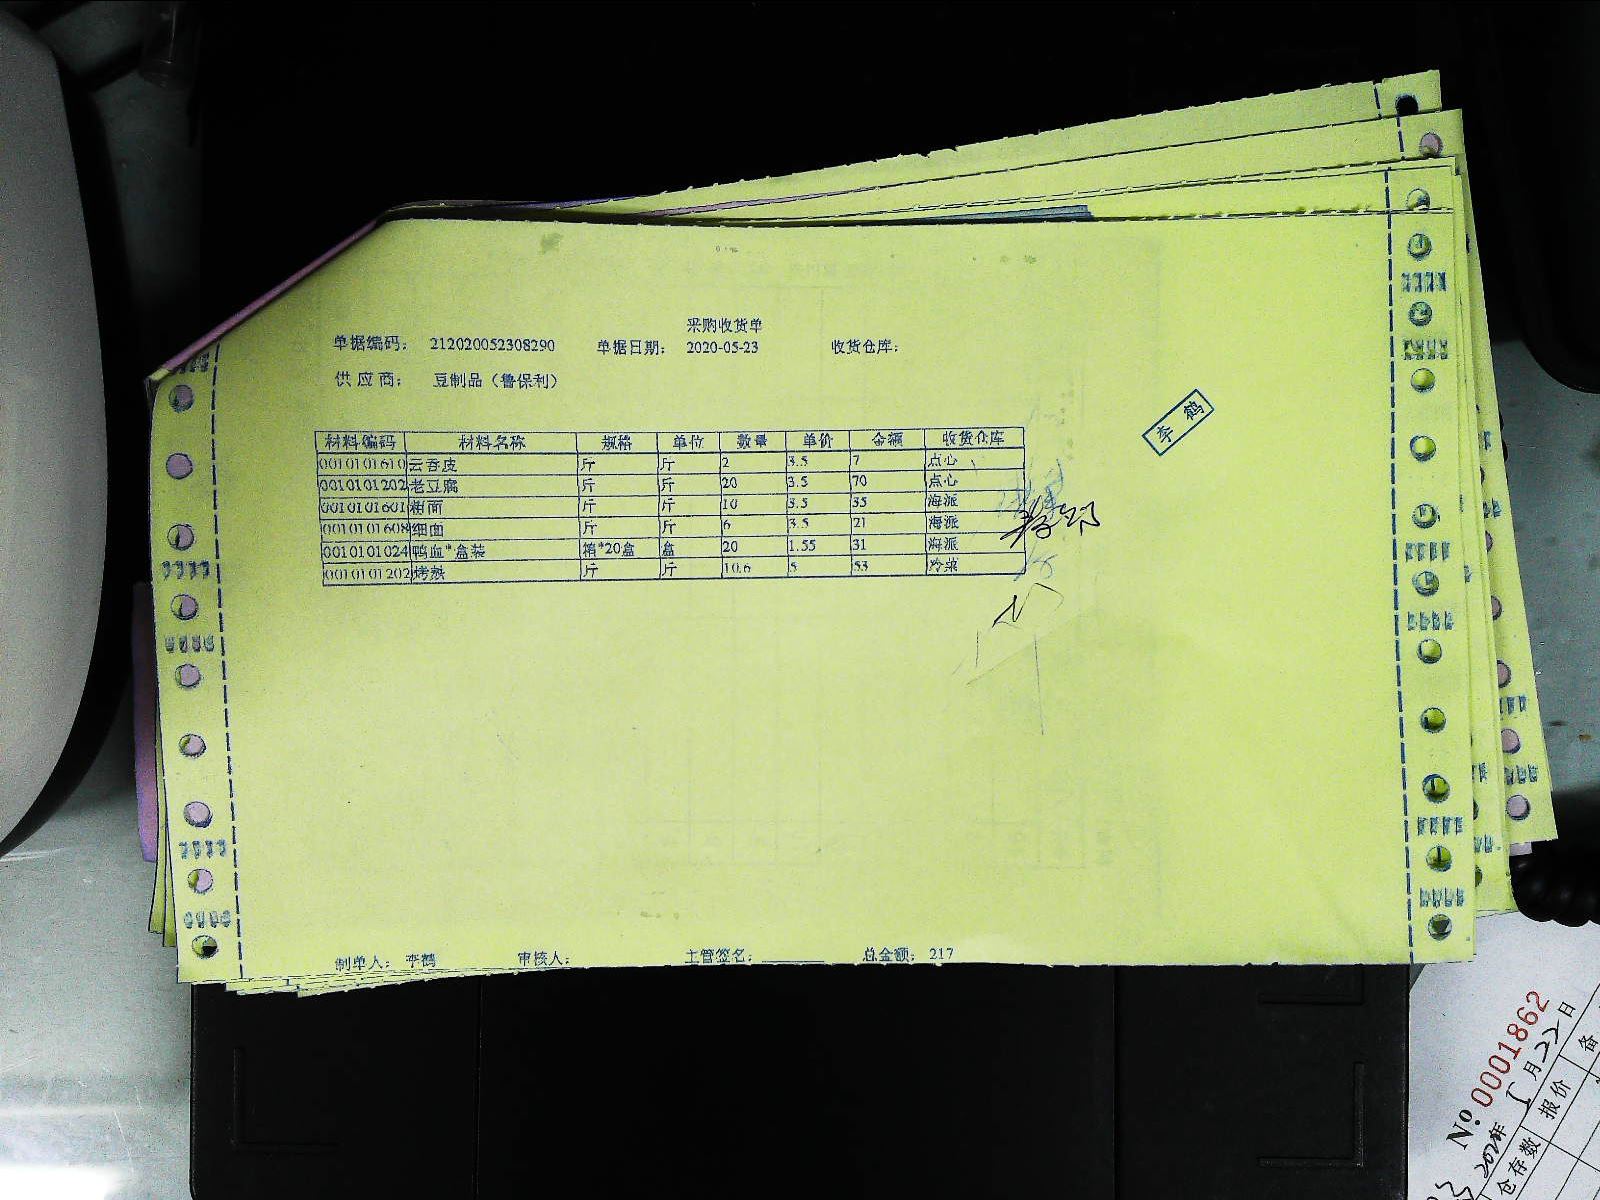 采购收货单
单据编码： 212020052308290 单据日期： 2020-05-23 收货仓库：
供应商： 豆制品（鲁保利）
李鹤
材料编码 材料名称 规格 单位 数量 单价 金额 收货仓库
0010101610 云吞皮 斤 斤 2 3.5 7 点心
0010101202 老豆腐 斤 斤 20 3.5 70 点心
0010101601 粗面 斤 斤 10 3.5 35 海派
0010101608 细面 斤 斤 6 3.5 21 海派
0010101024 鸭血*盒装 箱*20盒 盒 20 1.55 31 海派
0010101202 烤麸 斤 斤 10.6 5 53 冷菜
制单人： 李鹤 审核人： 主管签名： 总金额： 217
№ 0001862
月22日
仓存数 报价 备